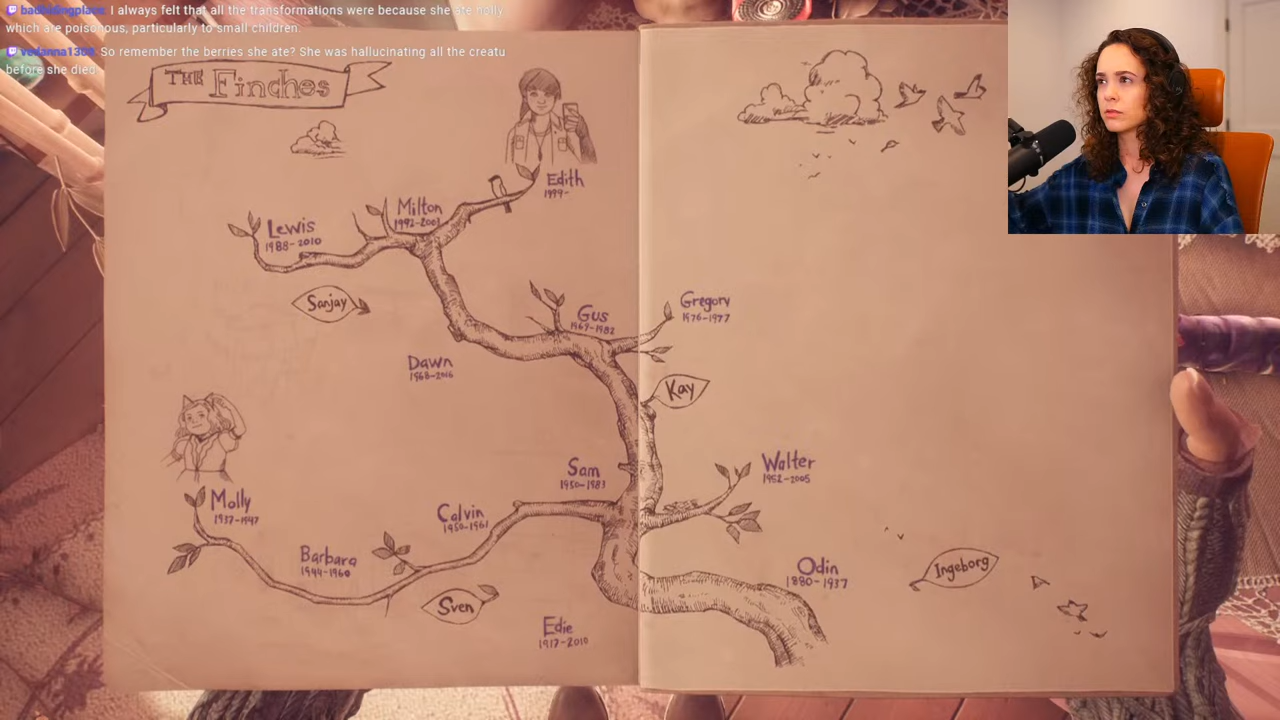 I always felt that all the transformations were because she ate holly
which are poisonous, particularly to small children.
So remember the berries she ate? She was hallucinating all the creatu
before she died
THE Finches
Edith
1999-
Milton
1992-2003
Lewis
1988-2010
Sanjay
Gus
1969-1982
Gregory
1976-1977
Dawn
1968-2016
Kay
Sam
1950-1983
Walter
1952-2005
Molly
1937-1947
Calvin
1950-1961
Barbara
1944-1960
Sven
Odin
1880-1937
Ingeborg
Edie
1917-2010